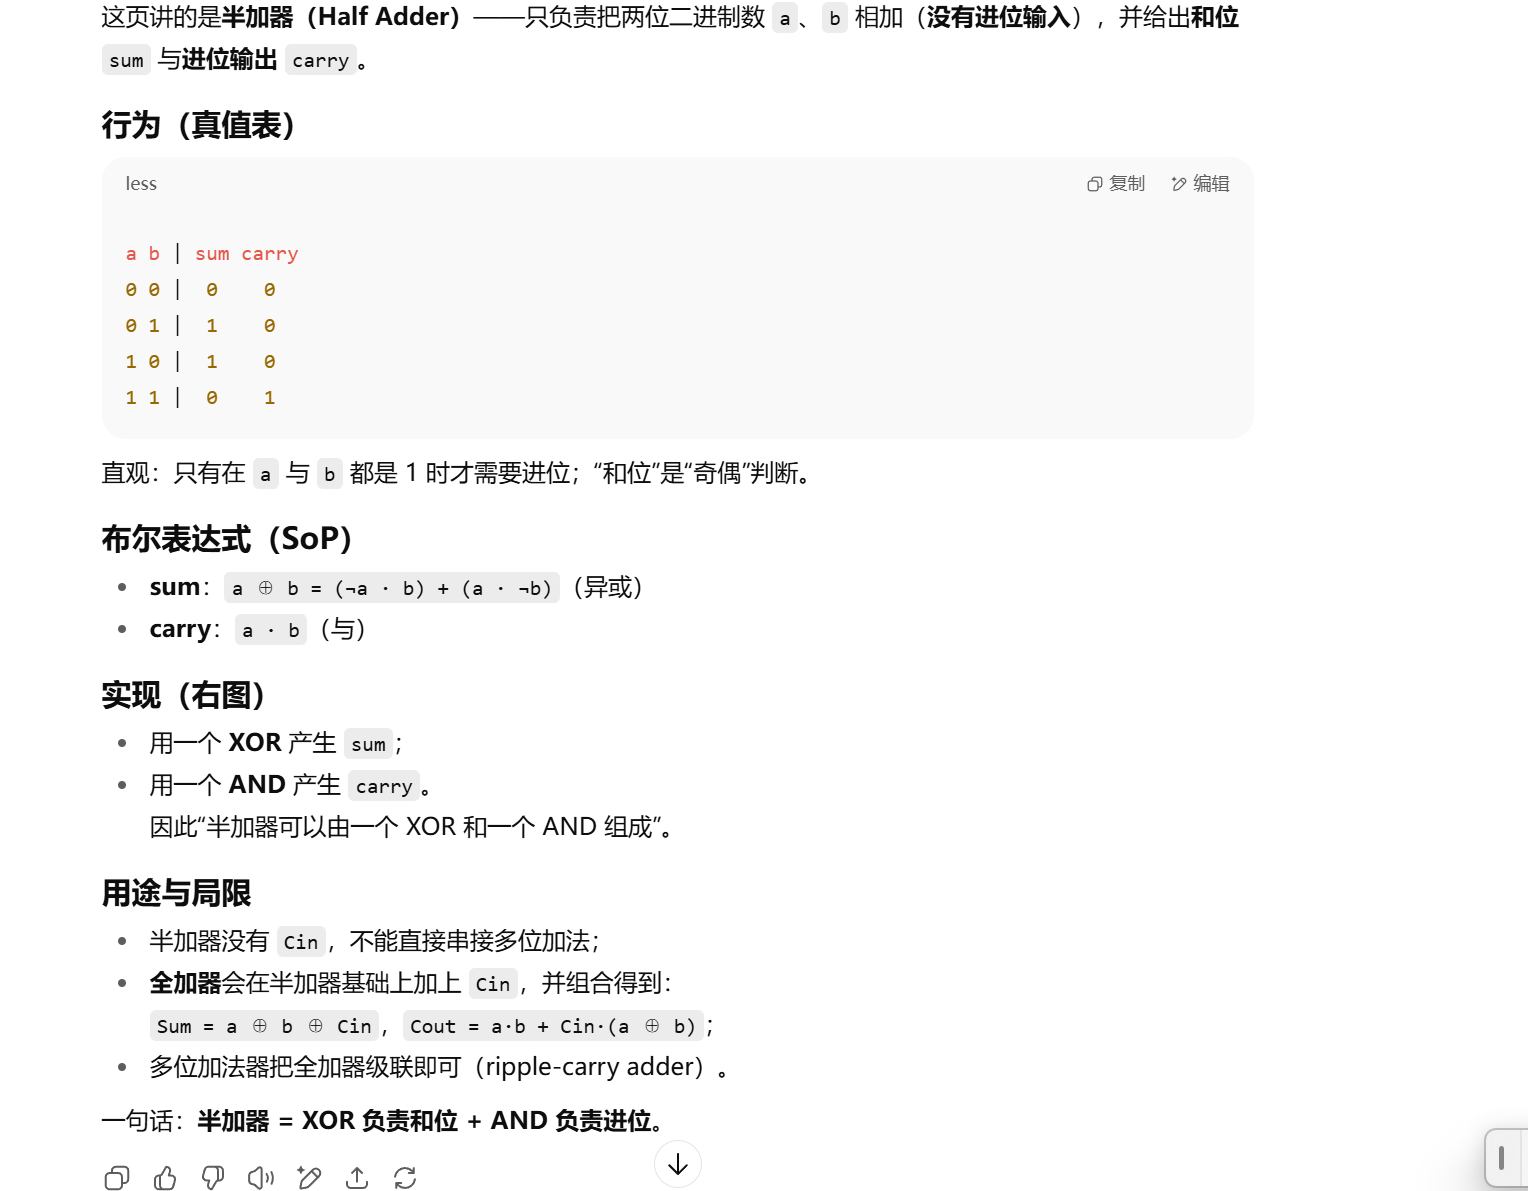 这页讲的是半加器（Half Adder）——只负责把两位二进制数 a、b 相加（没有进位输入），并给出和位
sum 与进位输出 carry。
行为（真值表）
less 复制 编辑
a b | sum carry
0 0 |  0    0
0 1 |  1    0
1 0 |  1    0
1 1 |  0    1
直观：只有在 a 与 b 都是 1 时才需要进位；“和位”是“奇偶”判断。
布尔表达式（SoP）
• sum：a ⊕ b = (¬a · b) + (a · ¬b)（异或）
• carry：a · b（与）
实现（右图）
• 用一个 XOR 产生 sum；
• 用一个 AND 产生 carry。
因此“半加器可以由一个 XOR 和一个 AND 组成”。
用途与局限
• 半加器没有 Cin，不能直接串接多位加法；
• 全加器会在半加器基础上加上 Cin，并组合得到：
Sum = a ⊕ b ⊕ Cin，Cout = a·b + Cin·(a ⊕ b)；
• 多位加法器把全加器级联即可（ripple-carry adder）。
一句话：半加器 = XOR 负责和位 + AND 负责进位。